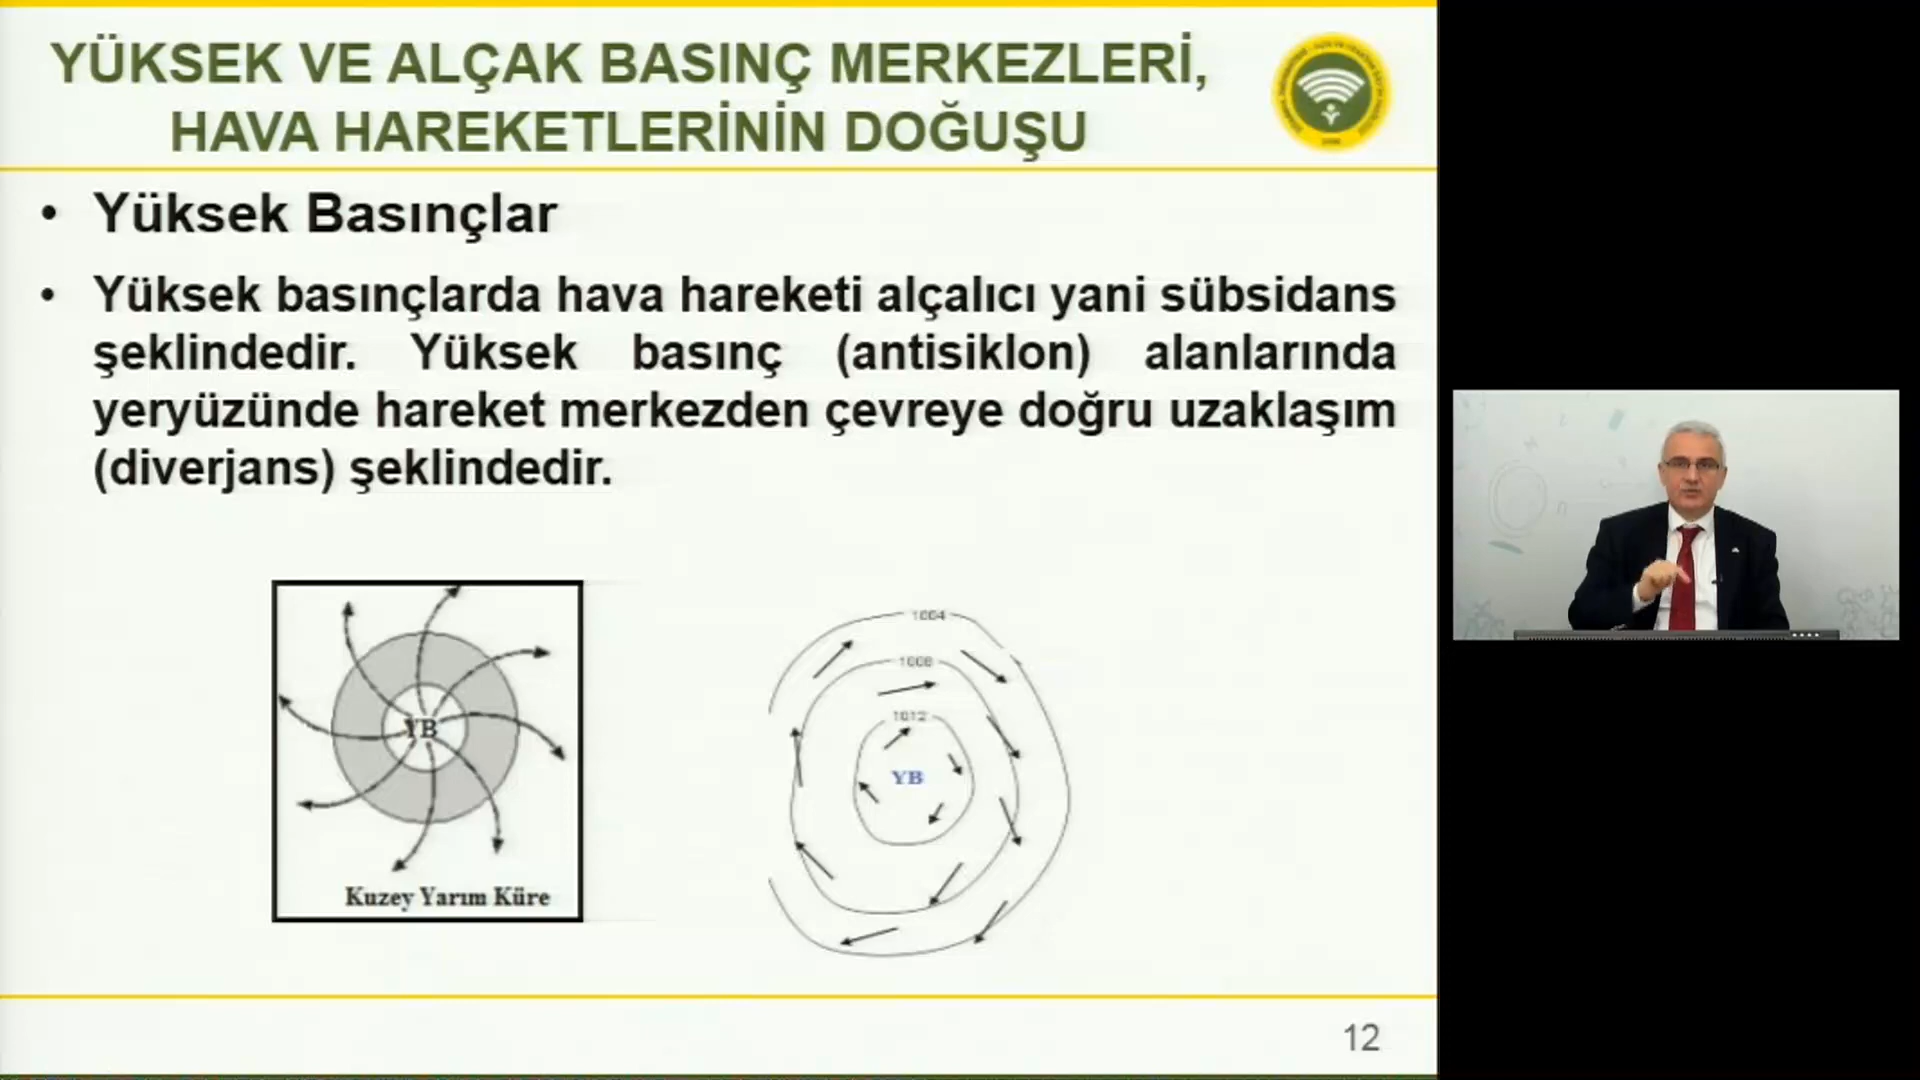 YÜKSEK VE ALÇAK BASINÇ MERKEZLERİ,
HAVA HAREKETLERİNİN DOĞUŞU
• Yüksek Basınçlar
• Yüksek basınçlarda hava hareketi alçalıcı yani sübsidans
şeklindedir. Yüksek basınç (antisiklon) alanlarında
yeryüzünde hareket merkezden çevreye doğru uzaklaşım
(diverjans) şeklindedir.
YB
Kuzey Yarım Küre
1004
1008
1012
YB
12